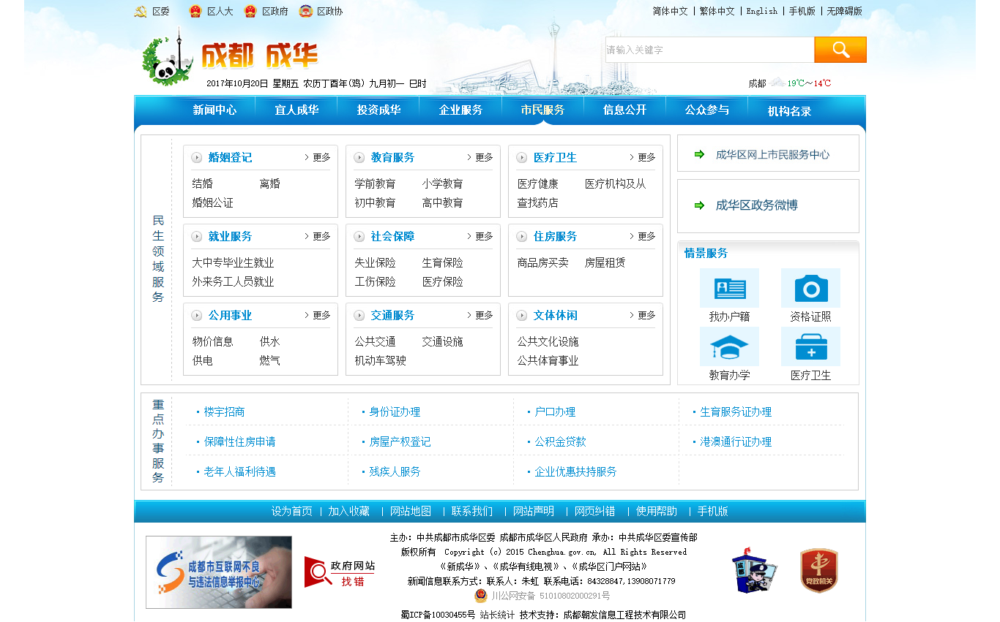 区委 区人大 区政府 区政协 简体中文 | 繁体中文 | English | 手机版 | 无障碍版
成都 成华
请输入关键字
2017年10月20日 星期五 农历丁酉年(鸡) 九月初一 巳时 成都 19℃～14℃
新闻中心 宜人成华 投资成华 企业服务 市民服务 信息公开 公众参与 机构名录
民生领域服务
婚姻登记 > 更多
结婚 离婚
婚姻公证
教育服务 > 更多
学前教育 小学教育
初中教育 高中教育
医疗卫生 > 更多
医疗健康 医疗机构及从
查找药店
就业服务 > 更多
大中专毕业生就业
外来务工人员就业
社会保障 > 更多
失业保险 生育保险
工伤保险 医疗保险
住房服务 > 更多
商品房买卖 房屋租赁
公用事业 > 更多
物价信息 供水
供电 燃气
交通服务 > 更多
公共交通 交通设施
机动车驾驶
文体休闲 > 更多
公共文化设施
公共体育事业
成华区网上市民服务中心
成华区政务微博
情景服务
我办户籍 资格证照
教育办学 医疗卫生
重点办事服务
楼宇招商 身份证办理 户口办理 生育服务证办理
保障性住房申请 房屋产权登记 公积金贷款 港澳通行证办理
老年人福利待遇 残疾人服务 企业优惠扶持服务
设为首页 | 加入收藏 | 网站地图 | 联系我们 | 网站声明 | 网页纠错 | 使用帮助 | 手机版
成都市互联网不良
与违法信息举报中心
政府网站
找错
主办：中共成都市成华区委 成都市成华区人民政府 承办：中共成华区委宣传部
版权所有 Copyright (c) 2015 Chenghua.gov.cn, All Rights Reserved
《新成华》、《成华有线电视》、《成华区门户网站》
新闻信息联系方式：联系人：朱虹 联系电话：84328847,13908071779
川公网安备 51010802000291号
蜀ICP备10030455号 站长统计 技术支持：成都朝发信息工程技术有限公司
党政机关